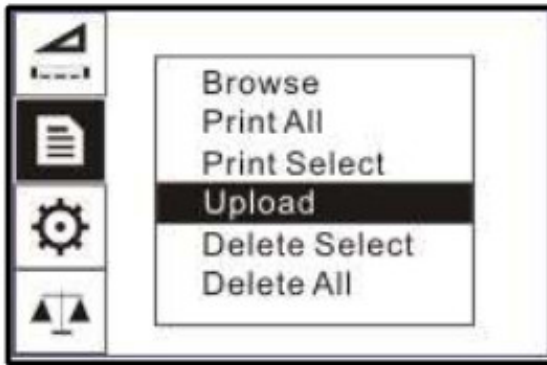 Browse
Print All
Print Select
Upload
Delete Select
Delete All